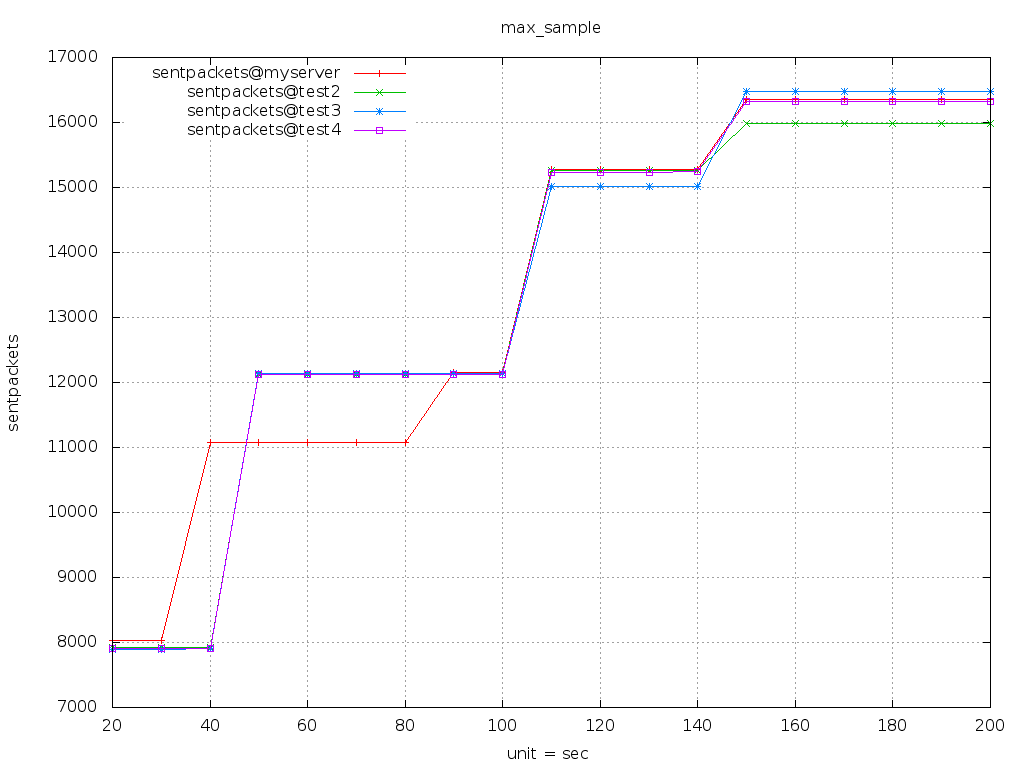 max_sample
17000
sentpackets@myserver
sentpackets@test2
sentpackets@test3
sentpackets@test4
16000
15000
14000
13000
12000
11000
10000
9000
8000
7000
sentpackets
20 40 60 80 100 120 140 160 180 200
unit = sec